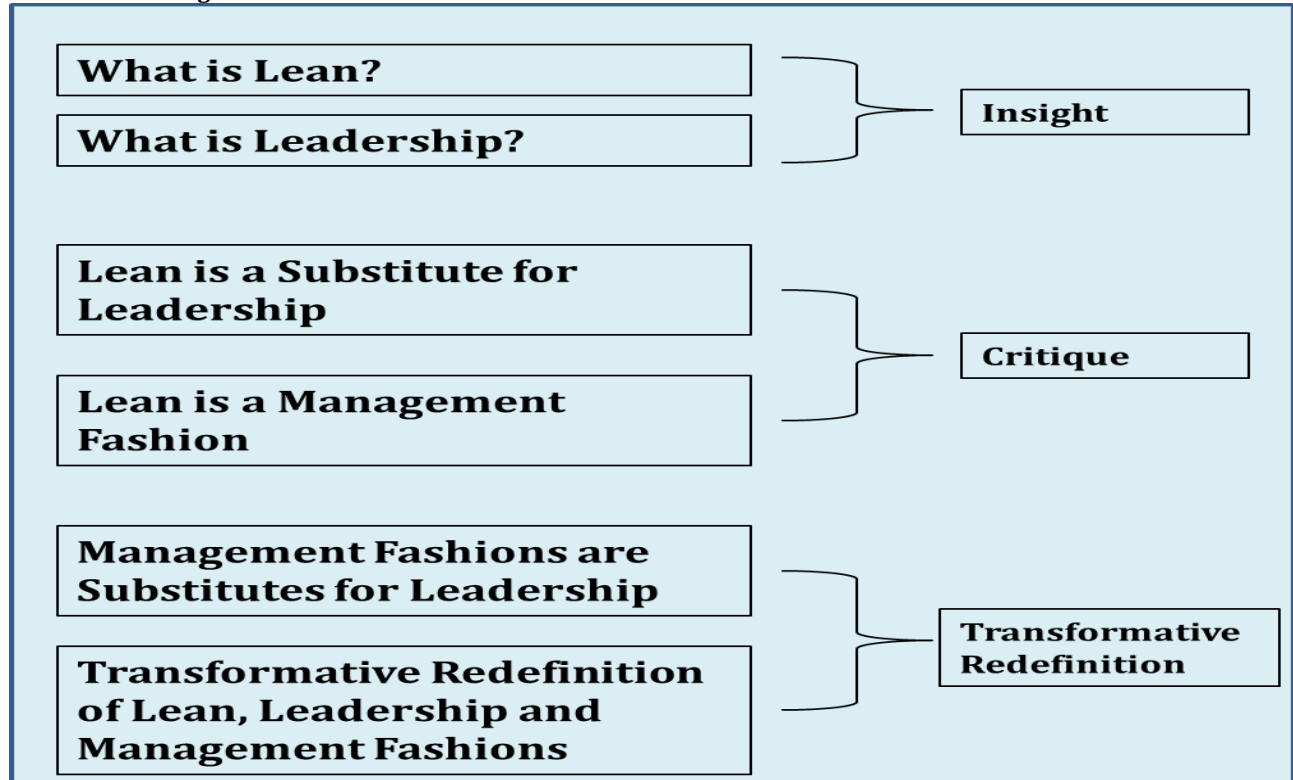 What is Lean?
What is Leadership?
Insight
Lean is a Substitute for
Leadership
Lean is a Management
Fashion
Critique
Management Fashions are
Substitutes for Leadership
Transformative Redefinition
of Lean, Leadership and
Management Fashions
Transformative
Redefinition